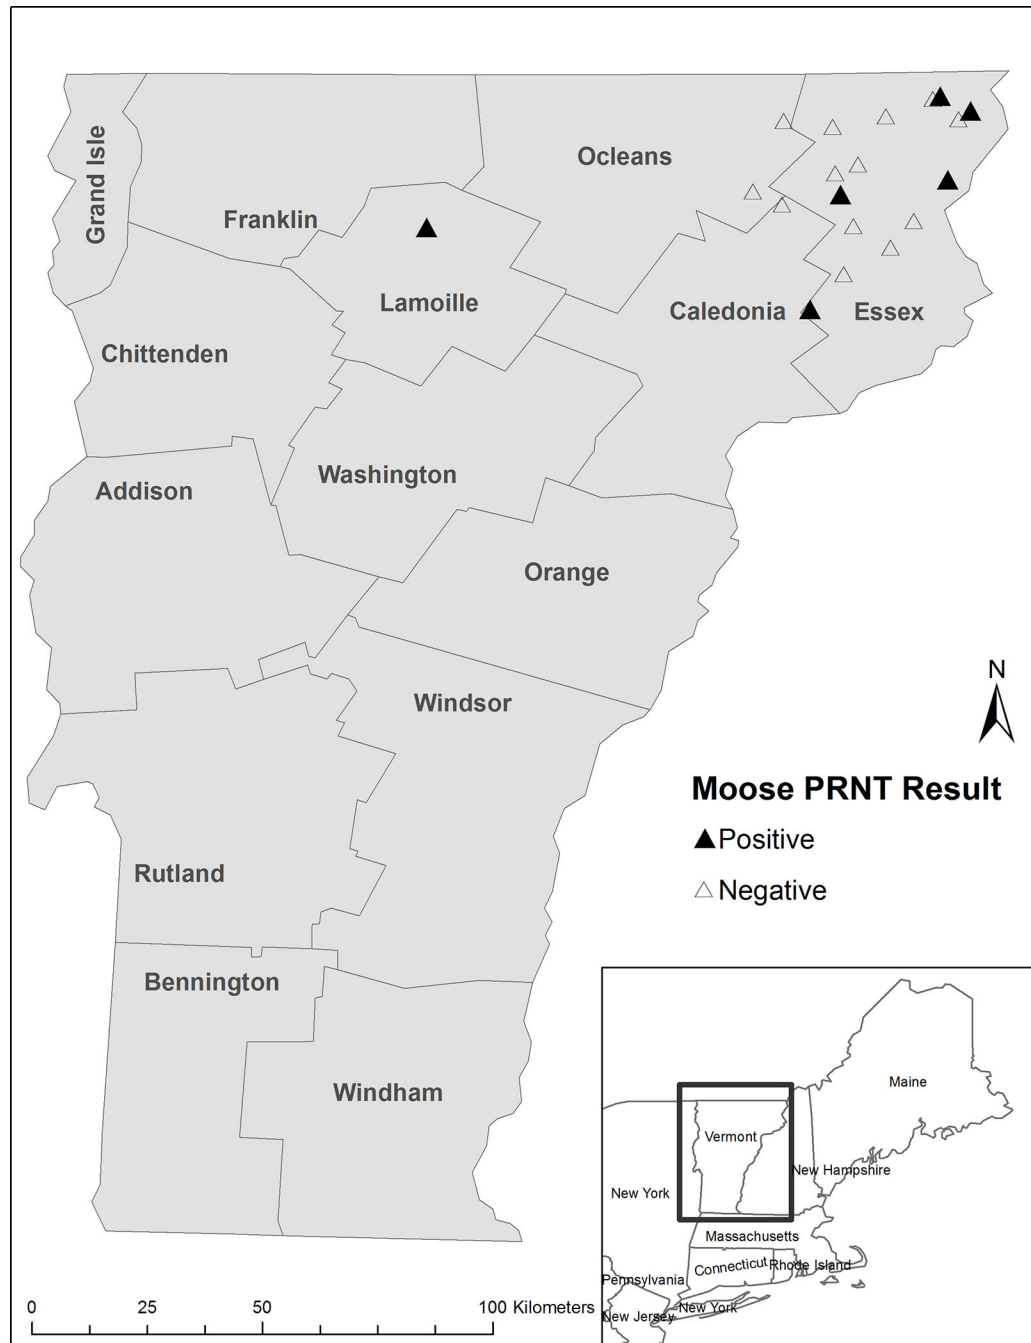 Grand Isle
Franklin
Ocleans
Lamoille
Caledonia
Essex
Chittenden
Washington
Addison
Orange
Windsor
Rutland
Bennington
Windham
N
Moose PRNT Result
Positive
Negative
Maine
Vermont
New Hampshire
New York
Massachusetts
Connecticut
Rhode Island
Pennsylvania
New York
New Jersey
0 25 50 100 Kilometers